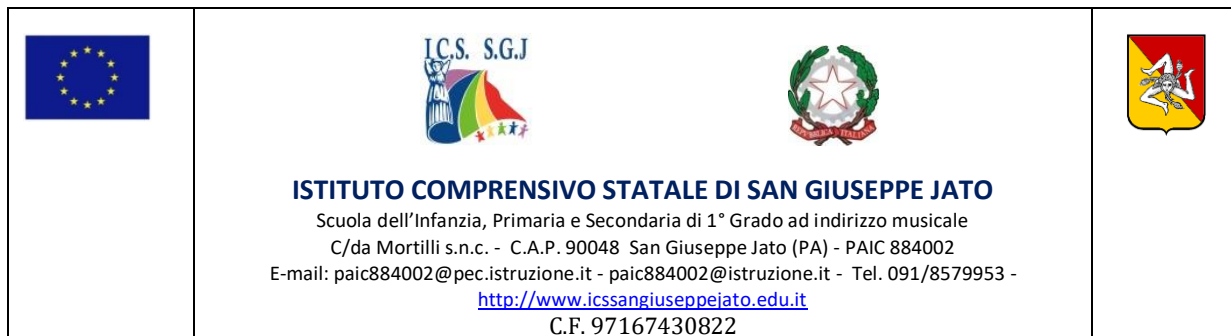 I.C.S. S.G.J
REPVBBLICA ITALIANA
ISTITUTO COMPRENSIVO STATALE DI SAN GIUSEPPE JATO
Scuola dell'Infanzia, Primaria e Secondaria di 1° Grado ad indirizzo musicale
C/da Mortilli s.n.c. - C.A.P. 90048 San Giuseppe Jato (PA) - PAIC 884002
E-mail: paic884002@pec.istruzione.it - paic884002@istruzione.it - Tel. 091/8579953 -
http://www.icssangiuseppejato.edu.it
C.F. 97167430822